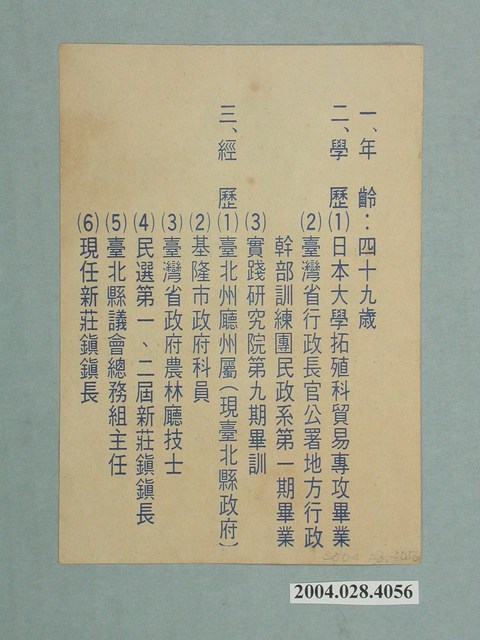 一、年　齡：四十九歲
二、學　歷⑴日本大學拓殖科貿易專攻畢業
⑵臺灣省行政長官公署地方行政
幹部訓練團民政系第一期畢業
⑶實踐研究院第九期畢訓
三、經　歷⑴臺北州廳州屬（現臺北縣政府）
⑵基隆市政府科員
⑶臺灣省政府農林廳技士
⑷民選第一、二屆新莊鎭鎭長
⑸臺北縣議會總務組主任
⑹現任新莊鎭鎭長
2004.028.4056